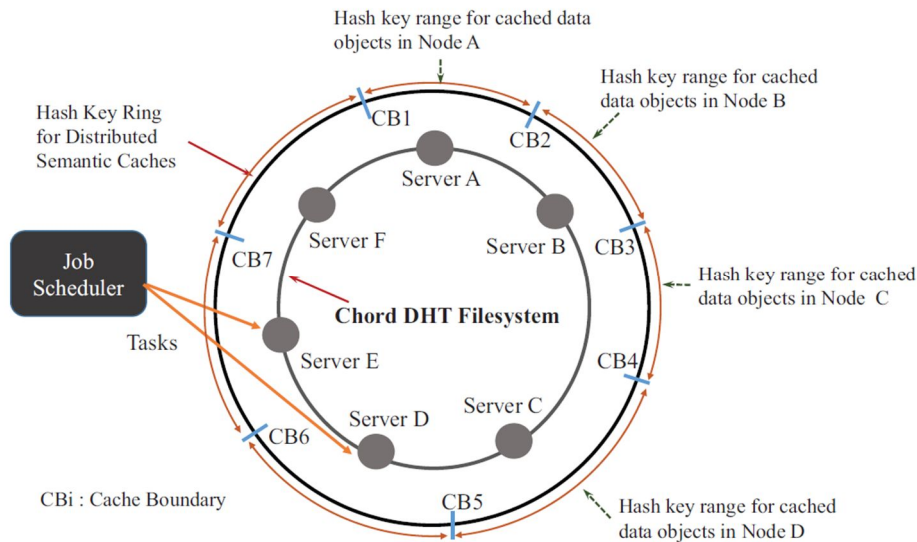 Hash key range for cached data
objects in Node A
Hash key range for cached
data objects in Node B
Hash Key Ring
for Distributed
Semantic Caches
CB1
CB2
Server A
Server B
Server F
CB3
CB7
Job
Scheduler
Hash key range for cached
data objects in Node C
Chord DHT Filesystem
Tasks
Server E
CB4
Server C
Server D
CB6
CBi : Cache Boundary
CB5
Hash key range for cached
data objects in Node D